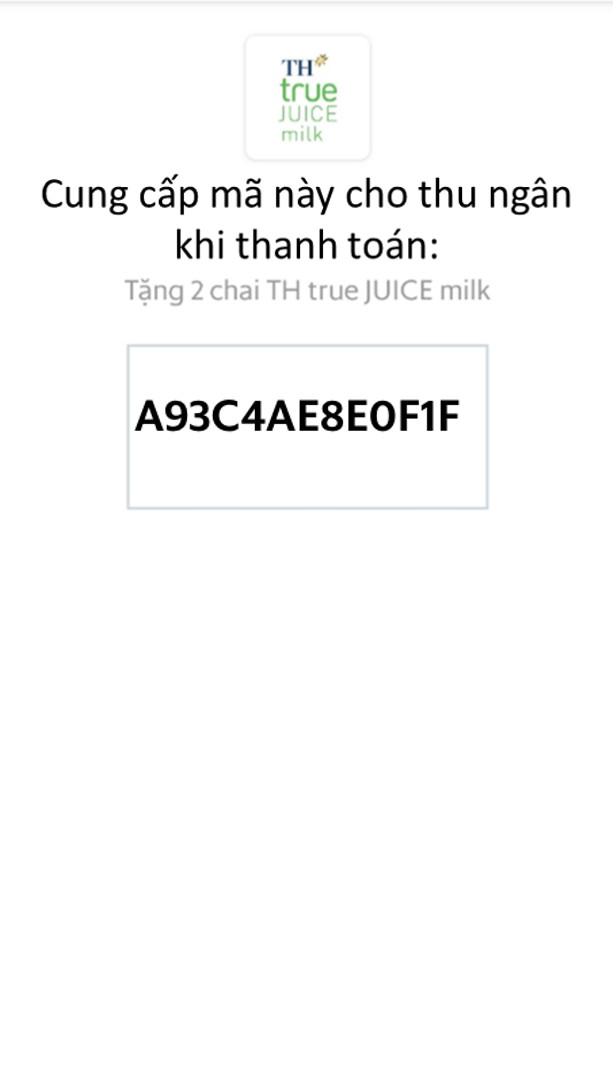 TH
true
JUICE
milk
Cung cấp mã này cho thu ngân
khi thanh toán:
Tặng 2 chai TH true JUICE milk
A93C4AE8E0F1F